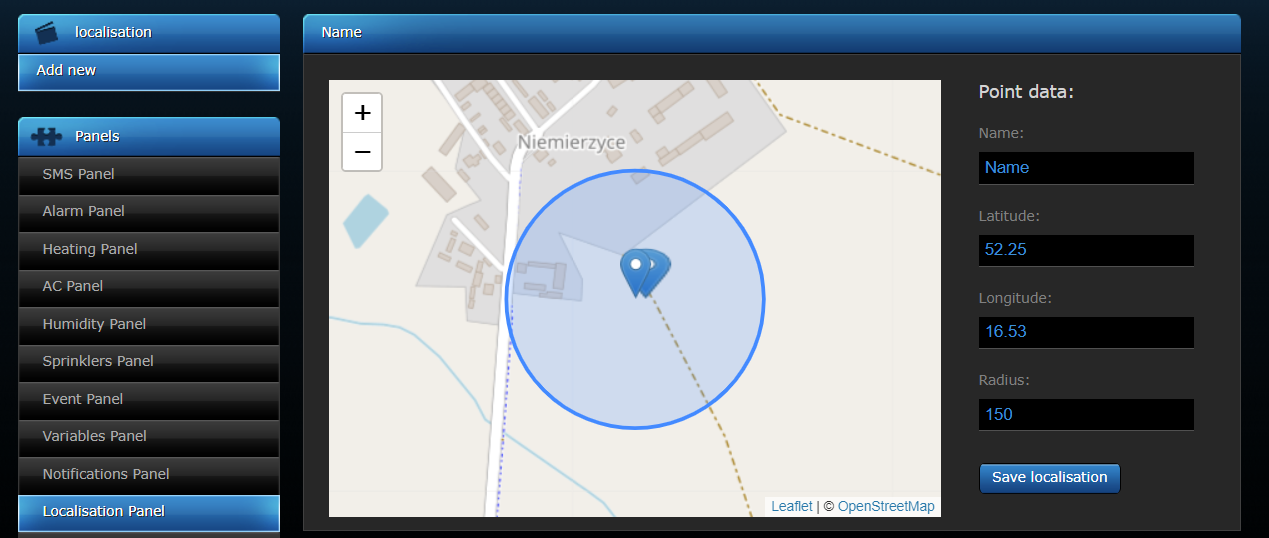 localisation
Add new
Panels
SMS Panel
Alarm Panel
Heating Panel
AC Panel
Humidity Panel
Sprinklers Panel
Event Panel
Variables Panel
Notifications Panel
Localisation Panel
Name
+
−
Niemierzyce
Leaflet | © OpenStreetMap
Point data:
Name:
Name
Latitude:
52.25
Longitude:
16.53
Radius:
150
Save localisation